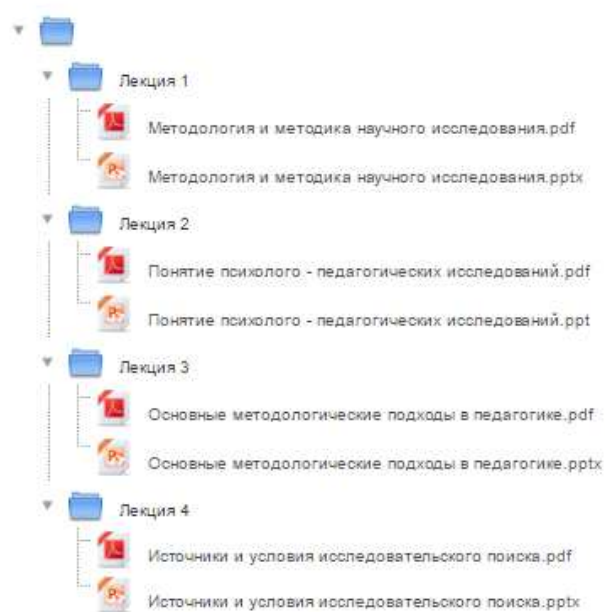 Лекция 1
Методология и методика научного исследования.pdf
Методология и методика научного исследования.pptx
Лекция 2
Понятие психолого - педагогических исследований.pdf
Понятие психолого - педагогических исследований.ppt
Лекция 3
Основные методологические подходы в педагогике.pdf
Основные методологические подходы в педагогике.pptx
Лекция 4
Источники и условия исследовательского поиска.pdf
Источники и условия исследовательского поиска.pptx